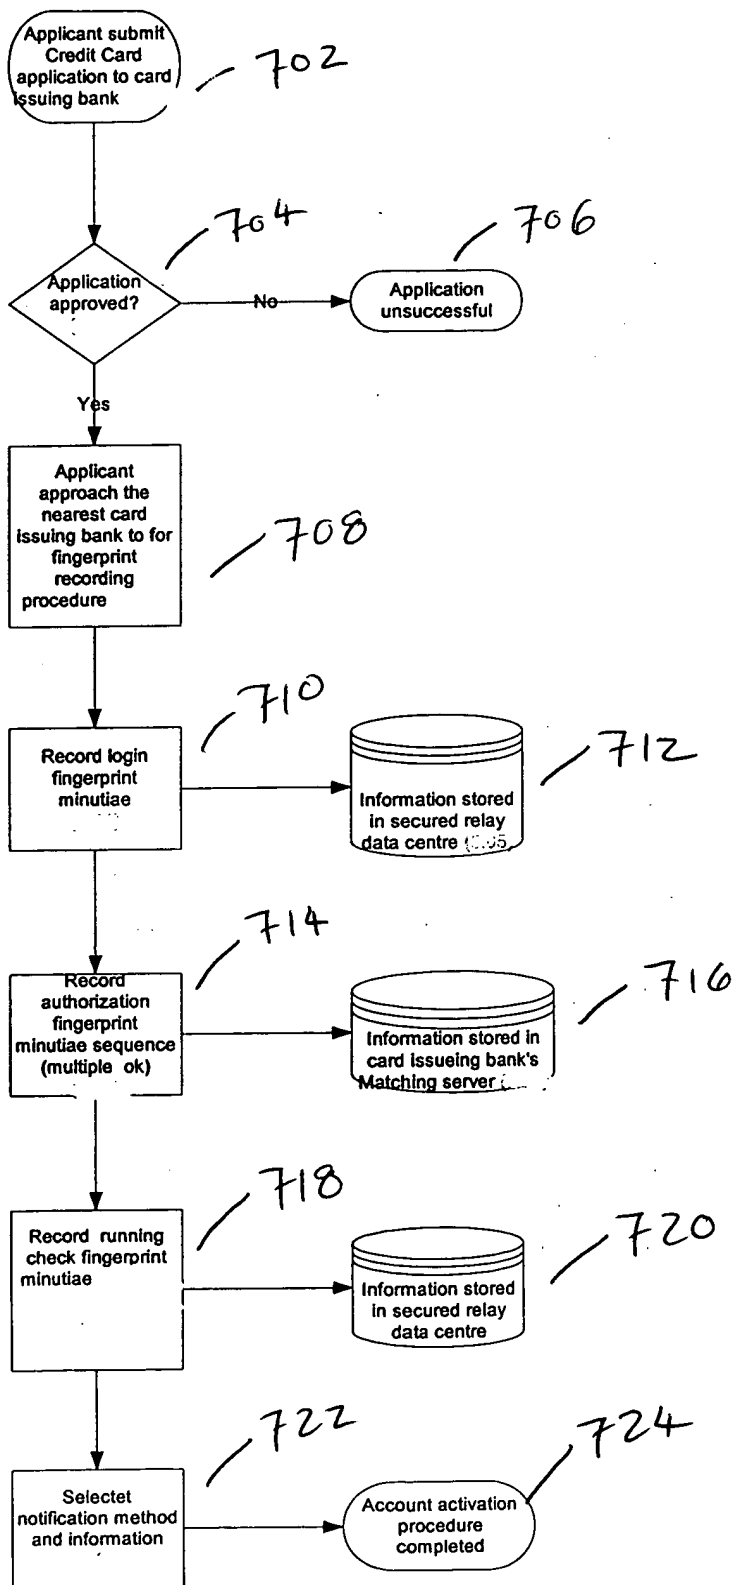 Applicant submit
Credit Card
application to card
issuing bank
702
Application
approved?
704
No
Application
unsuccessful
706
Yes
Applicant
approach the
nearest card
issuing bank to for
fingerprint
recording
procedure
708
Record login
fingerprint
minutiae
710
Information stored
in secured relay
data centre
712
Record
authorization
fingerprint
minutiae sequence
(multiple ok)
714
Information stored in
card issueing bank's
Matching server
716
Record running
check fingerprint
minutiae
718
Information stored
in secured relay
data centre
720
Selectet
notification method
and information
722
Account activation
procedure
completed
724